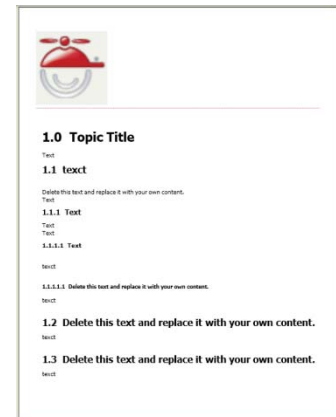 1.0 Topic Title
Text
1.1 texct
Delete this text and replace it with your own content.
Text
1.1.1 Text
Text
Text
1.1.1.1 Text
texct
1.1.1.1.1 Delete this text and replace it with your own content.
texct
1.2 Delete this text and replace it with your own content.
texct
1.3 Delete this text and replace it with your own content.
texct